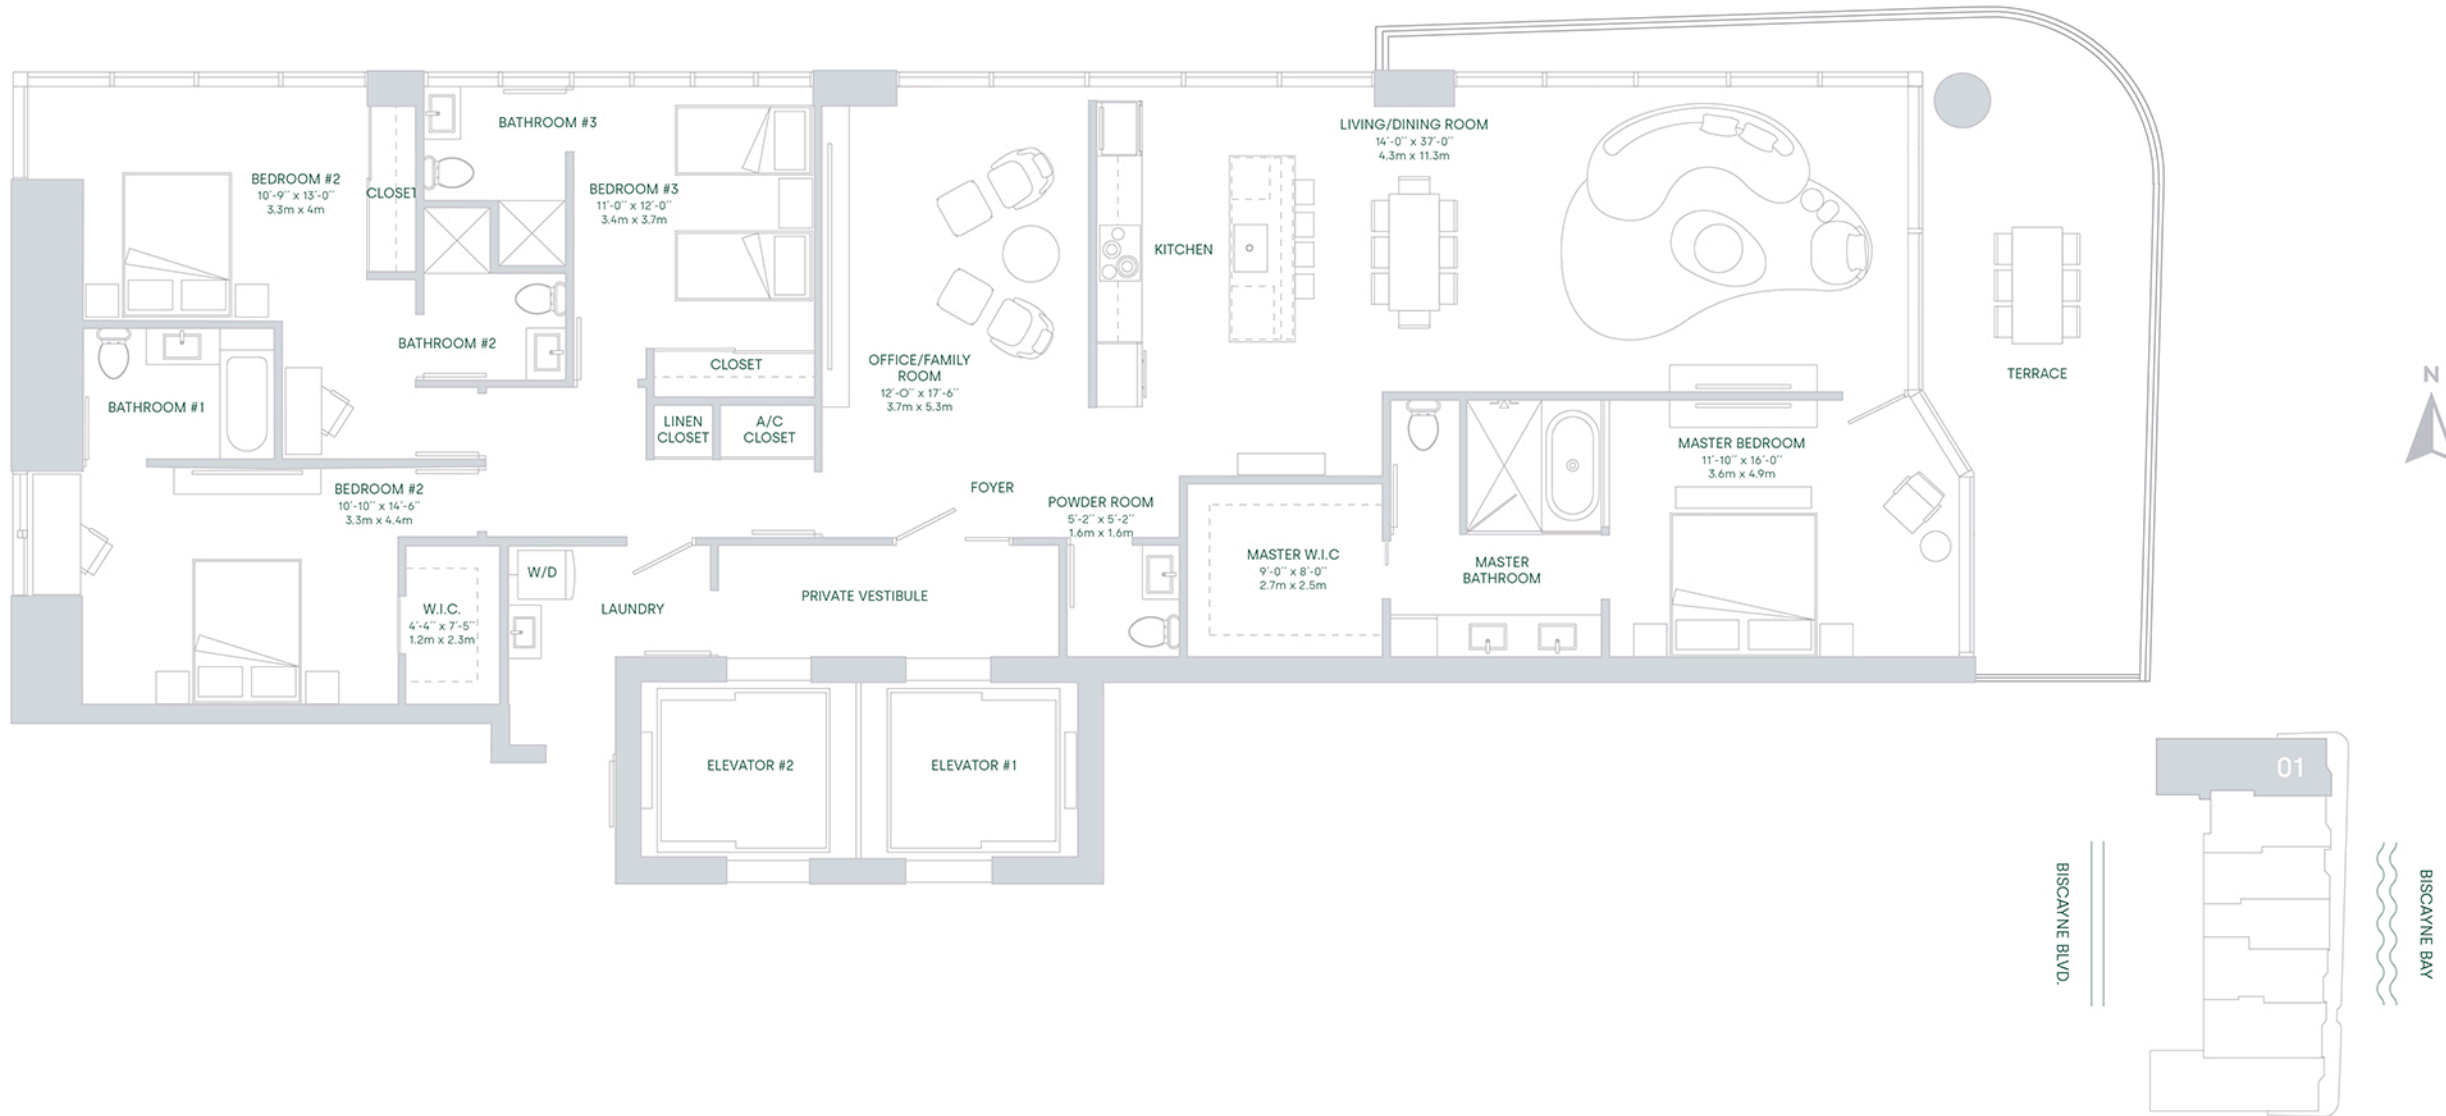 BATHROOM #3
LIVING/DINING ROOM
14'-0'' x 37'-0''
4.3m x 11.3m
BEDROOM #2
10'-9'' x 13'-0''
3.3m x 4m
CLOSET
BEDROOM #3
11'-0'' x 12'-0''
3.4m x 3.7m
KITCHEN
BATHROOM #2
OFFICE/FAMILY
ROOM
12'-O'' x 17'-6''
3.7m x 5.3m
CLOSET
TERRACE
N
BATHROOM #1
LINEN
CLOSET
A/C
CLOSET
MASTER BEDROOM
11'-10'' x 16'-0''
3.6m x 4.9m
BEDROOM #2
10'-10'' x 14'-6''
3.3m x 4.4m
FOYER
POWDER ROOM
5'-2'' x 5'-2''
1.6m x 1.6m
MASTER W.I.C
9'-0'' x 8'-0''
2.7m x 2.5m
MASTER
BATHROOM
W/D
W.I.C.
4'-4'' x 7'-5''
1.2m x 2.3m
LAUNDRY
PRIVATE VESTIBULE
ELEVATOR #2
ELEVATOR #1
01
BISCAYNE BLVD.
BISCAYNE BAY